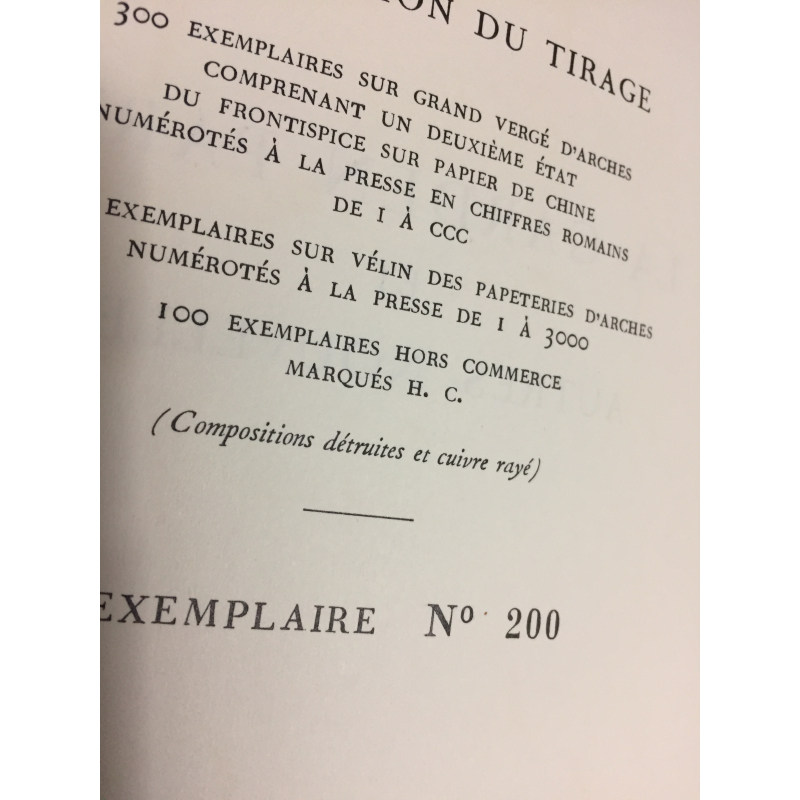 ION DU TIRAGE
300 EXEMPLAIRES SUR GRAND VERGÉ D'ARCHES
COMPRENANT UN DEUXIÈME ÉTAT
DU FRONTISPICE SUR PAPIER DE CHINE
NUMÉROTÉS À LA PRESSE EN CHIFFRES ROMAINS
DE I À CCC
EXEMPLAIRES SUR VÉLIN DES PAPETERIES D'ARCHES
NUMÉROTÉS À LA PRESSE DE I À 3000
100 EXEMPLAIRES HORS COMMERCE
MARQUÉS H. C.
(Compositions détruites et cuivre rayé)
EXEMPLAIRE Nº 200